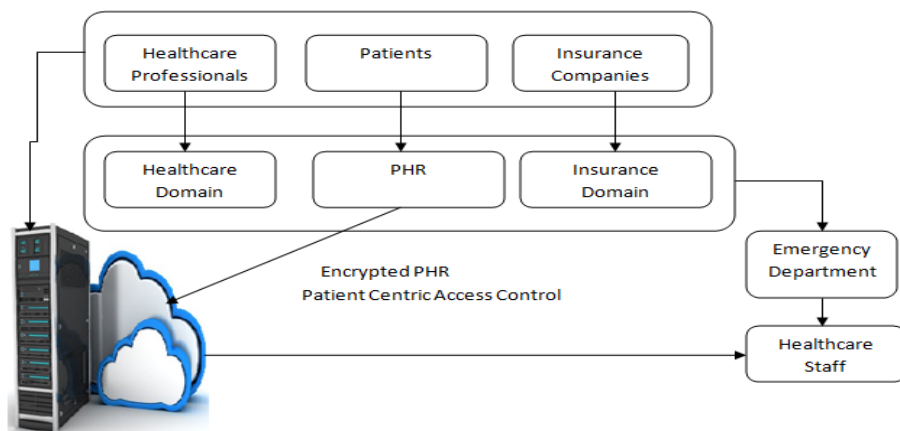 Healthcare
Professionals
Patients
Insurance
Companies
Healthcare
Domain
PHR
Insurance
Domain
Emergency
Department
Encrypted PHR
Patient Centric Access Control
Healthcare
Staff